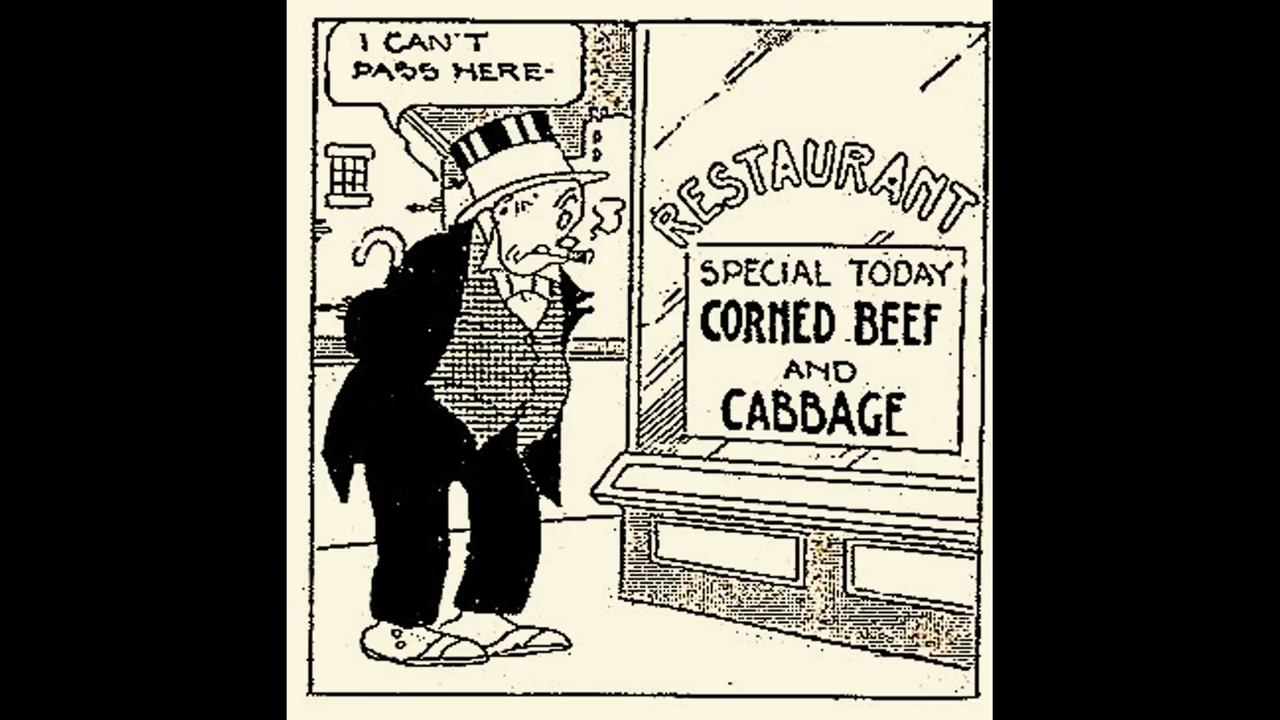 I CAN'T
PASS HERE-
RESTAURANT
SPECIAL TODAY
CORNED BEEF
AND
CABBAGE